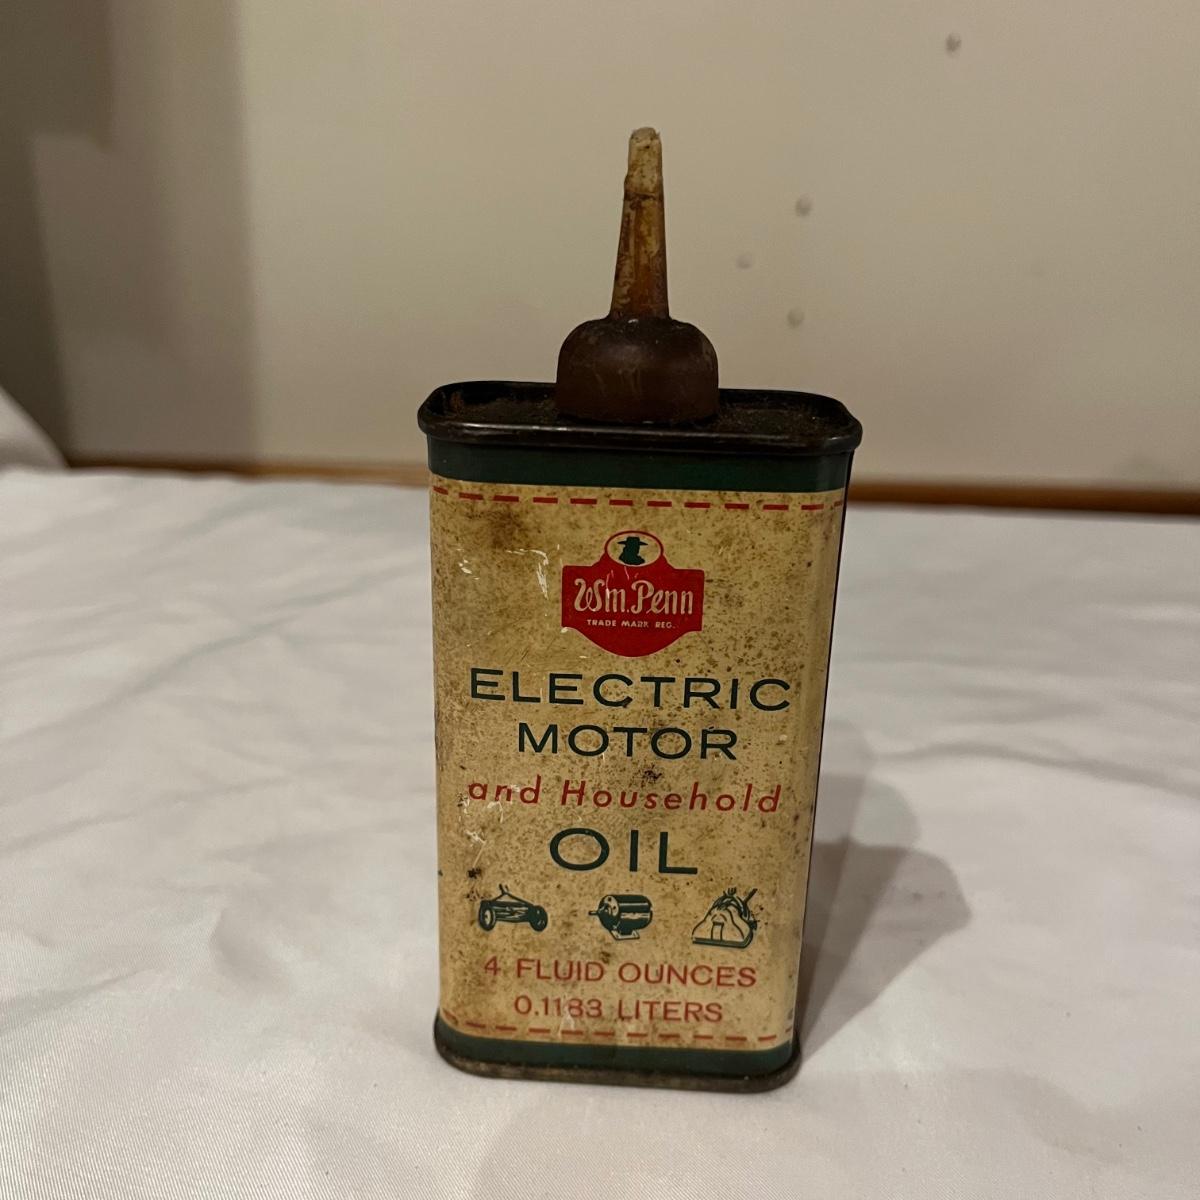 Wm. Penn
TRADE MARK REG.
ELECTRIC
MOTOR
and Household
OIL
4 FLUID OUNCES
0.1183 LITERS